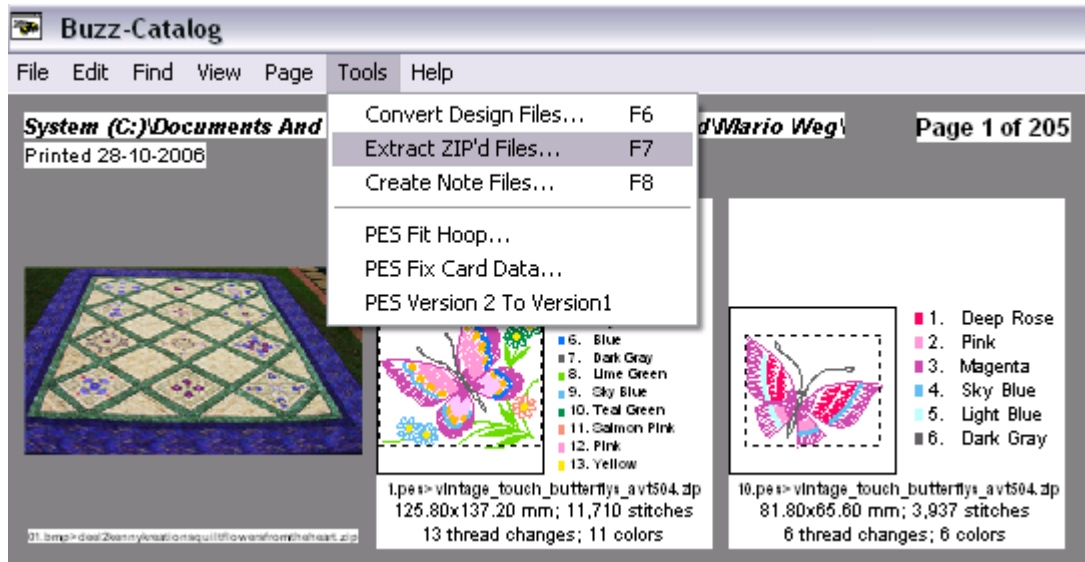 Buzz-Catalog
File Edit Find View Page Tools Help
System (C:)\Documents And d\Mario Weg\ Page 1 of 205
Printed 28-10-2006
Convert Design Files... F6
Extract ZIP'd Files... F7
Create Note Files... F8
PES Fit Hoop...
PES Fix Card Data...
PES Version 2 To Version1
6. Blue
7. Dark Gray
8. Lime Green
9. Sky Blue
10. Teal Green
11. Salmon Pink
12. Pink
13. Yellow
1. Deep Rose
2. Pink
3. Magenta
4. Sky Blue
5. Light Blue
6. Dark Gray
01.bmp>deel2kennykreationsquiltflowersfromtheheart.zip
1.pes>vintage_touch_butterflys_avt504.zip
125.80x137.20 mm; 11,710 stitches
13 thread changes; 11 colors
10.pes>vintage_touch_butterflys_avt504.zip
81.80x65.60 mm; 3,937 stitches
6 thread changes; 6 colors